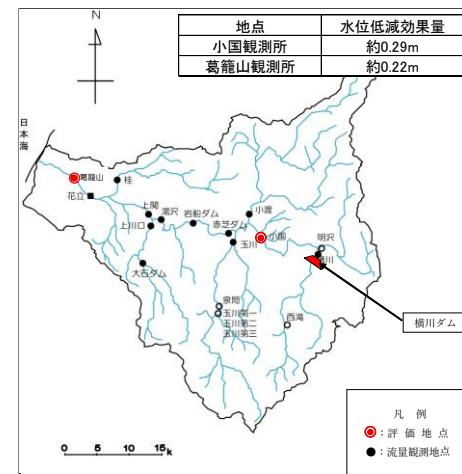 N
地点 水位低減効果量
小国観測所 約0.29m
葛籠山観測所 約0.22m
日本海
葛籠山
桂
花立
上関
湯沢
上川口
岩船ダム
小渡
赤芝ダム
玉川
小国
明沢
横川
大石ダム
泉岡
玉川第一
玉川第二
玉川第三
西滝
横川ダム
凡 例
：評 価 地 点
：流量観測地点
0 5 10 15k